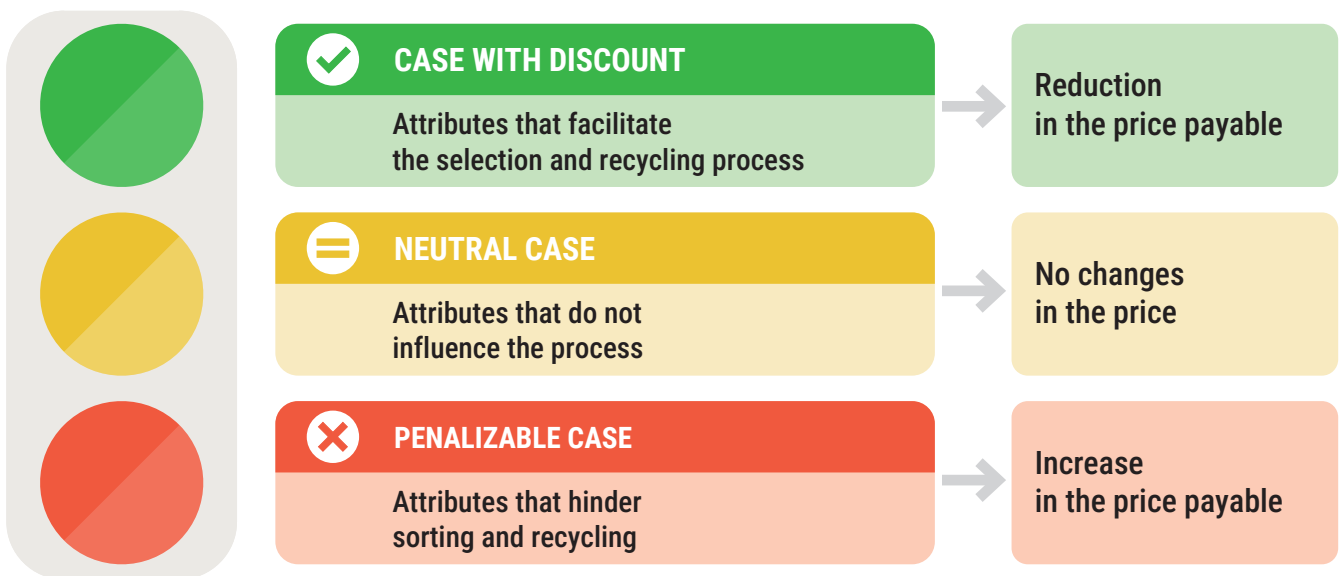 CASE WITH DISCOUNT
Attributes that facilitate
the selection and recycling process
Reduction
in the price payable
NEUTRAL CASE
Attributes that do not
influence the process
No changes
in the price
PENALIZABLE CASE
Attributes that hinder
sorting and recycling
Increase
in the price payable